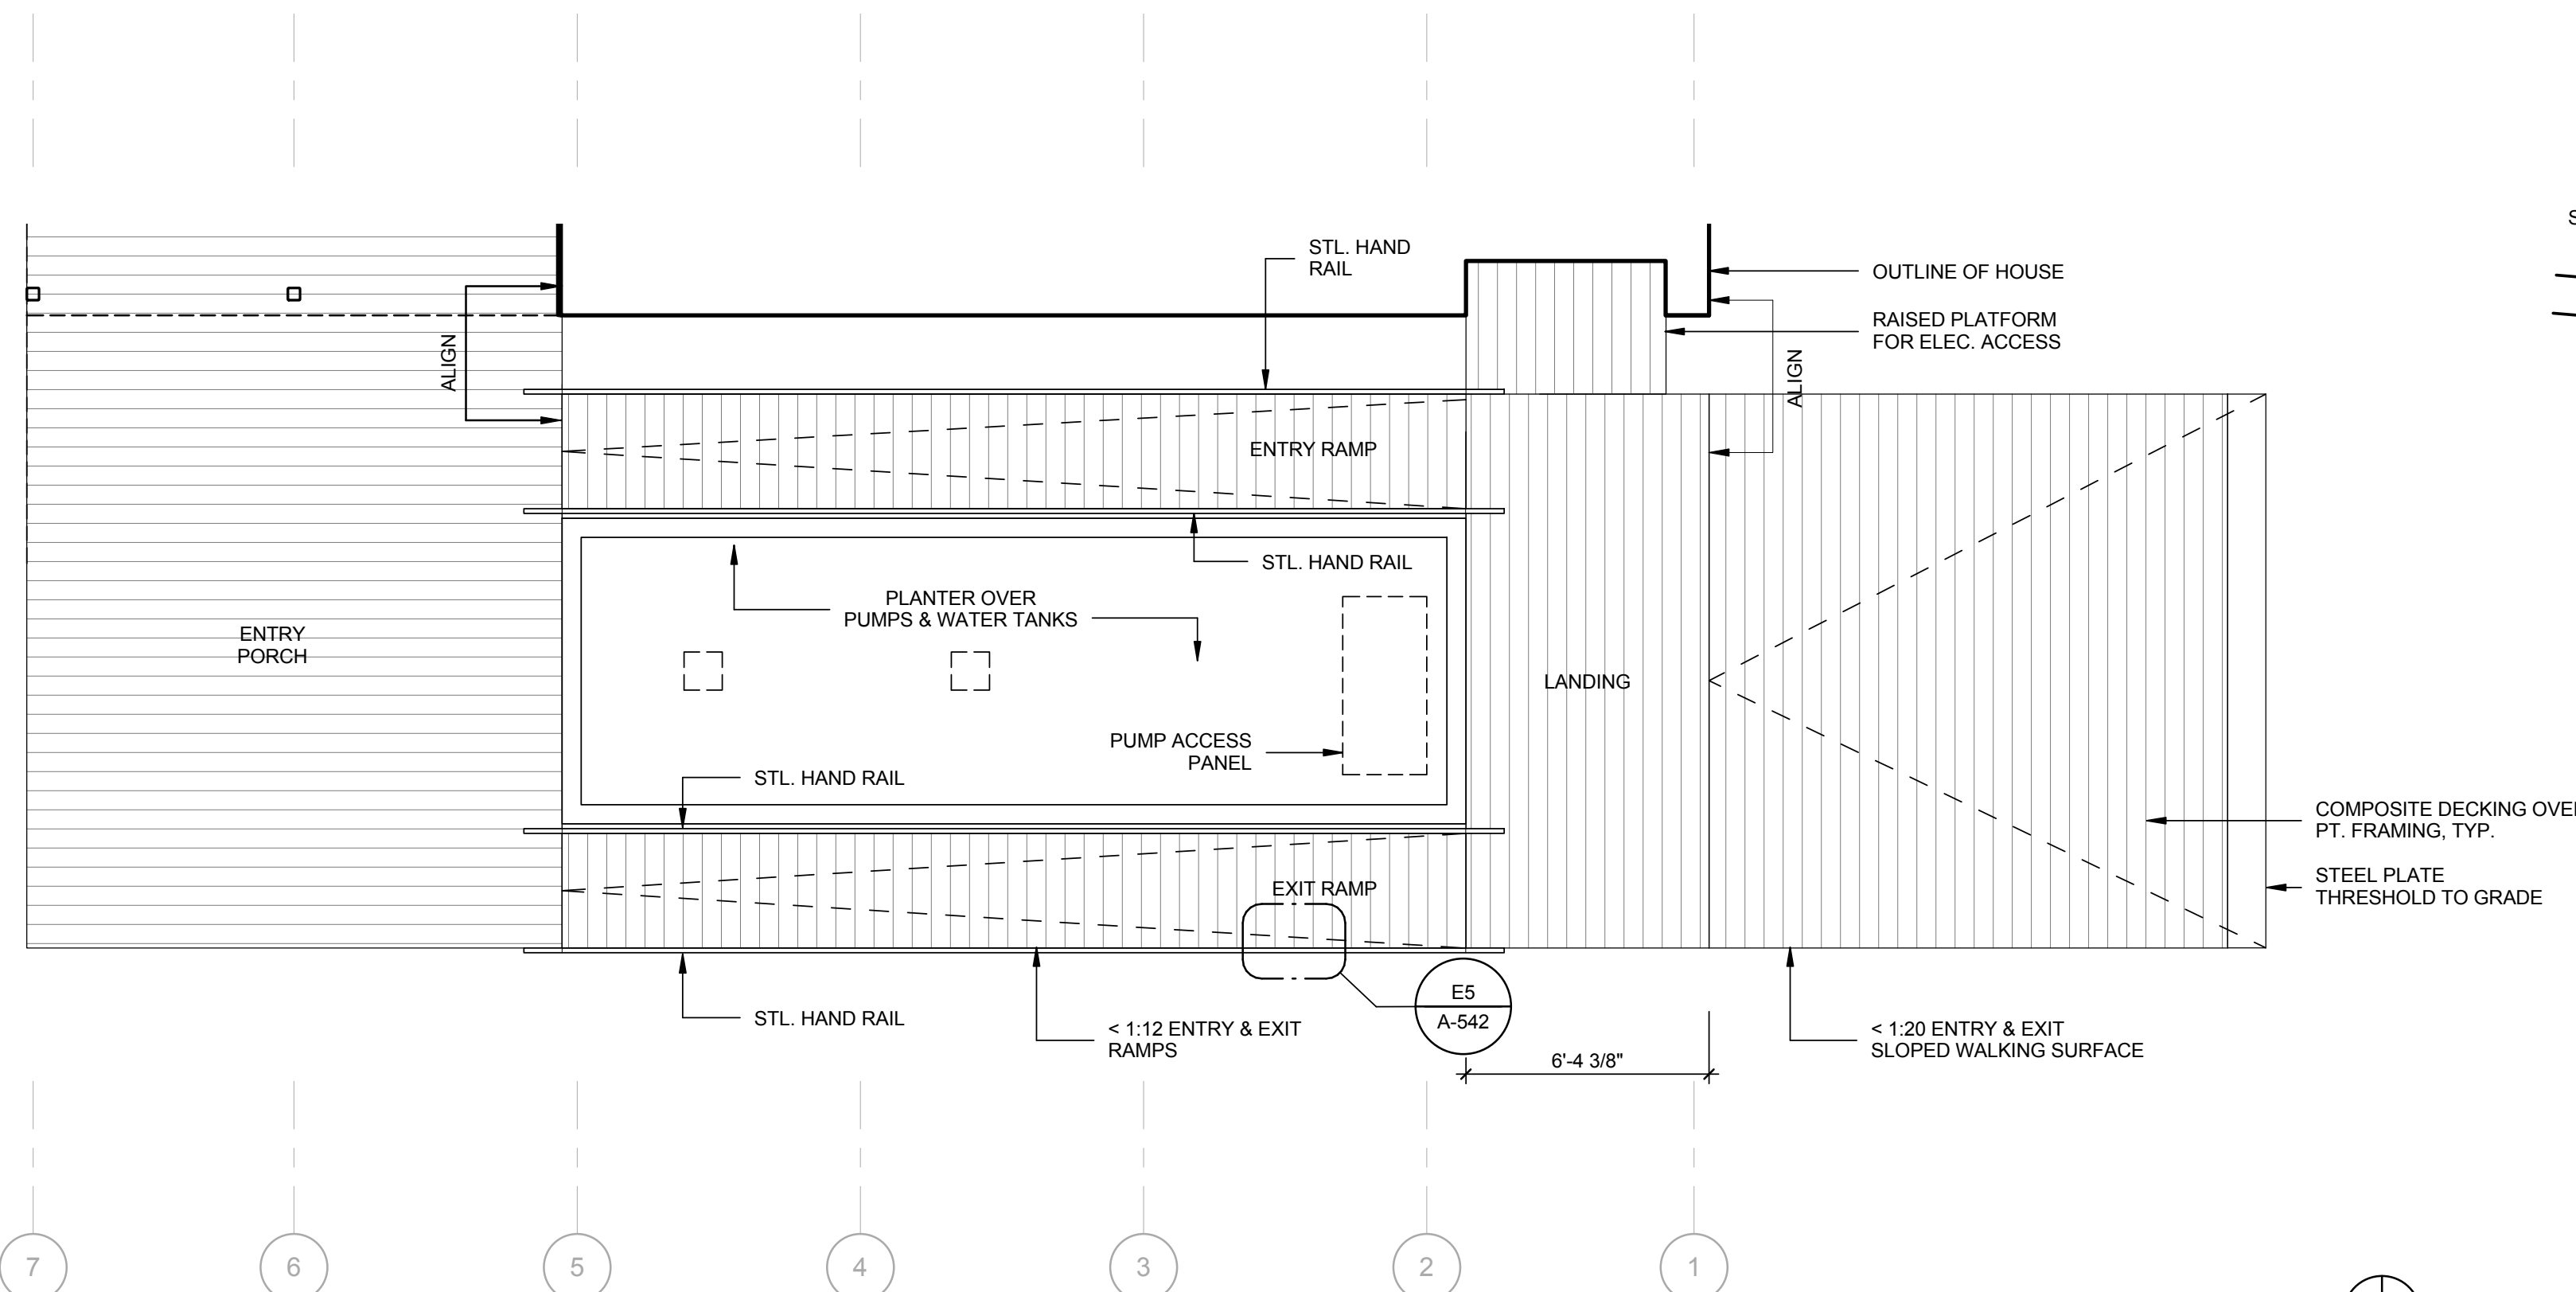 STL. HAND
RAIL
S
OUTLINE OF HOUSE
RAISED PLATFORM
FOR ELEC. ACCESS
ALIGN
ALIGN
ENTRY RAMP
STL. HAND RAIL
PLANTER OVER
PUMPS & WATER TANKS
ENTRY
PORCH
LANDING
PUMP ACCESS
PANEL
STL. HAND RAIL
COMPOSITE DECKING OVE
PT. FRAMING, TYP.
STEEL PLATE
THRESHOLD TO GRADE
EXIT RAMP
E5
A-542
STL. HAND RAIL
< 1:12 ENTRY & EXIT
RAMPS
< 1:20 ENTRY & EXIT
SLOPED WALKING SURFACE
6'-4 3/8"
7
6
5
4
3
2
1